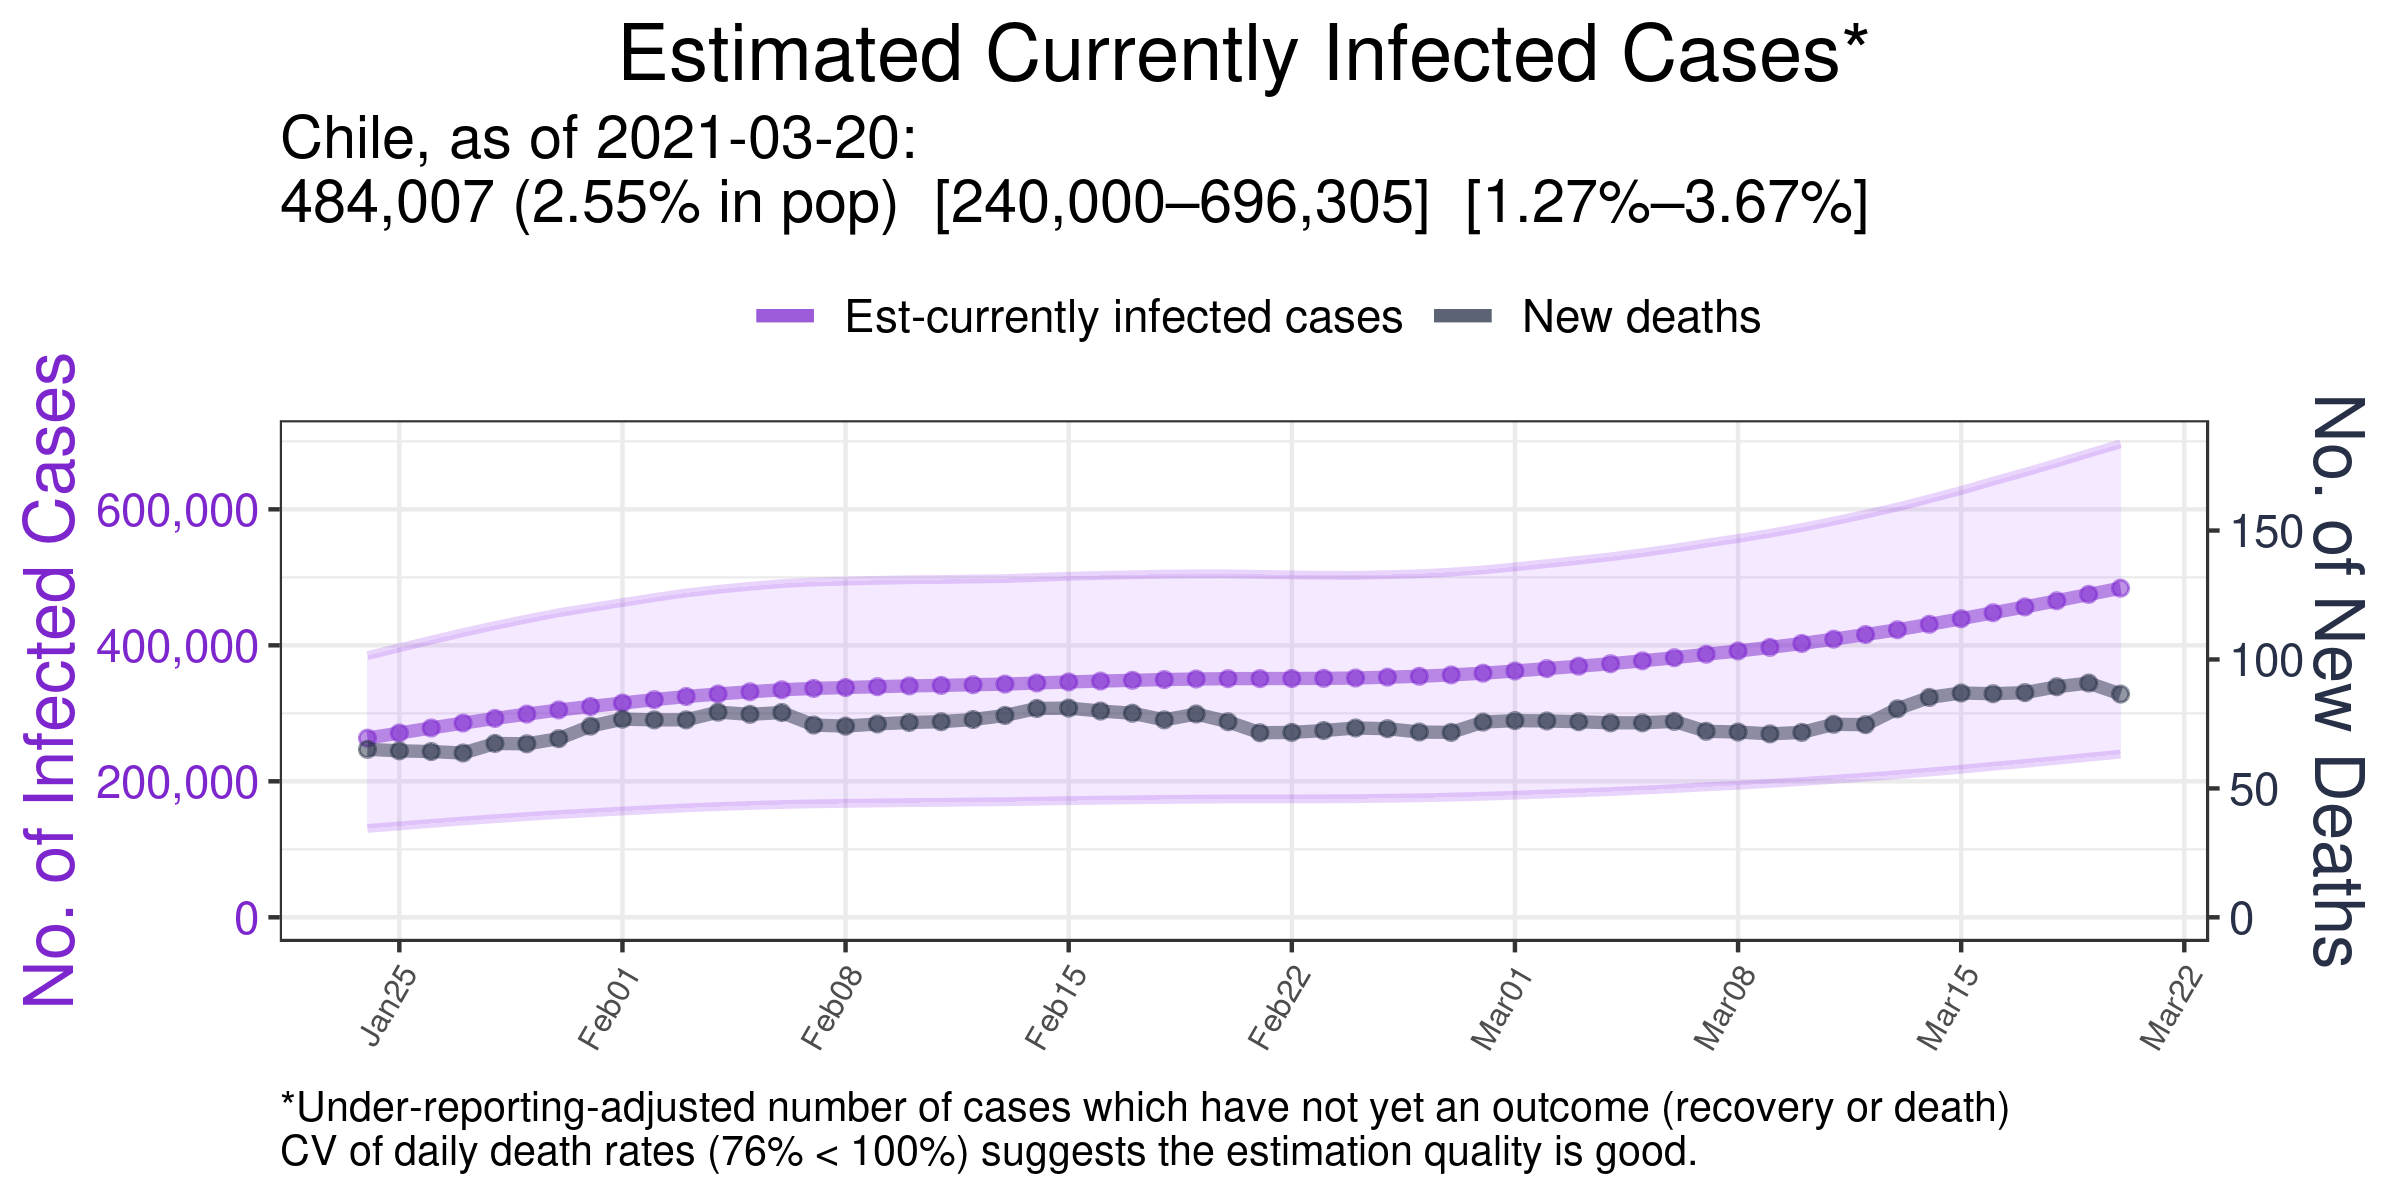 Estimated Currently Infected Cases*
Chile, as of 2021-03-20:
484,007 (2.55% in pop) [240,000–696,305] [1.27%–3.67%]
Est-currently infected cases
New deaths
No. of Infected Cases
600,000
400,000
200,000
0
150
100
50
0
No. of New Deaths
Jan25
Feb01
Feb08
Feb15
Feb22
Mar01
Mar08
Mar15
Mar22
*Under-reporting-adjusted number of cases which have not yet an outcome (recovery or death)
CV of daily death rates (76% < 100%) suggests the estimation quality is good.